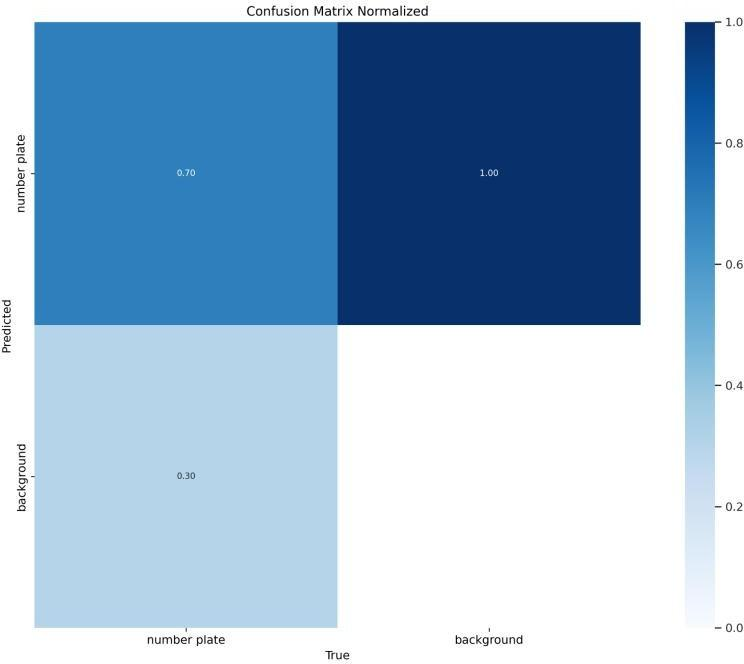 Confusion Matrix Normalized
1.0
number plate
0.70
1.00
0.8
0.6
Predicted
0.4
background
0.30
0.2
0.0
number plate
background
True